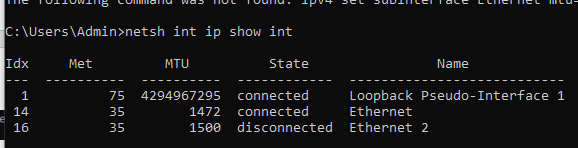 The following command was not found: ipv4 set subinterface Ethernet mtu-
C:\Users\Admin>netsh int ip show int
Idx     Met         MTU          State                Name
---  ----------  ----------  ------------  ---------------------------
  1          75  4294967295  connected     Loopback Pseudo-Interface 1
 14          35        1472  connected     Ethernet
 16          35        1500  disconnected  Ethernet 2